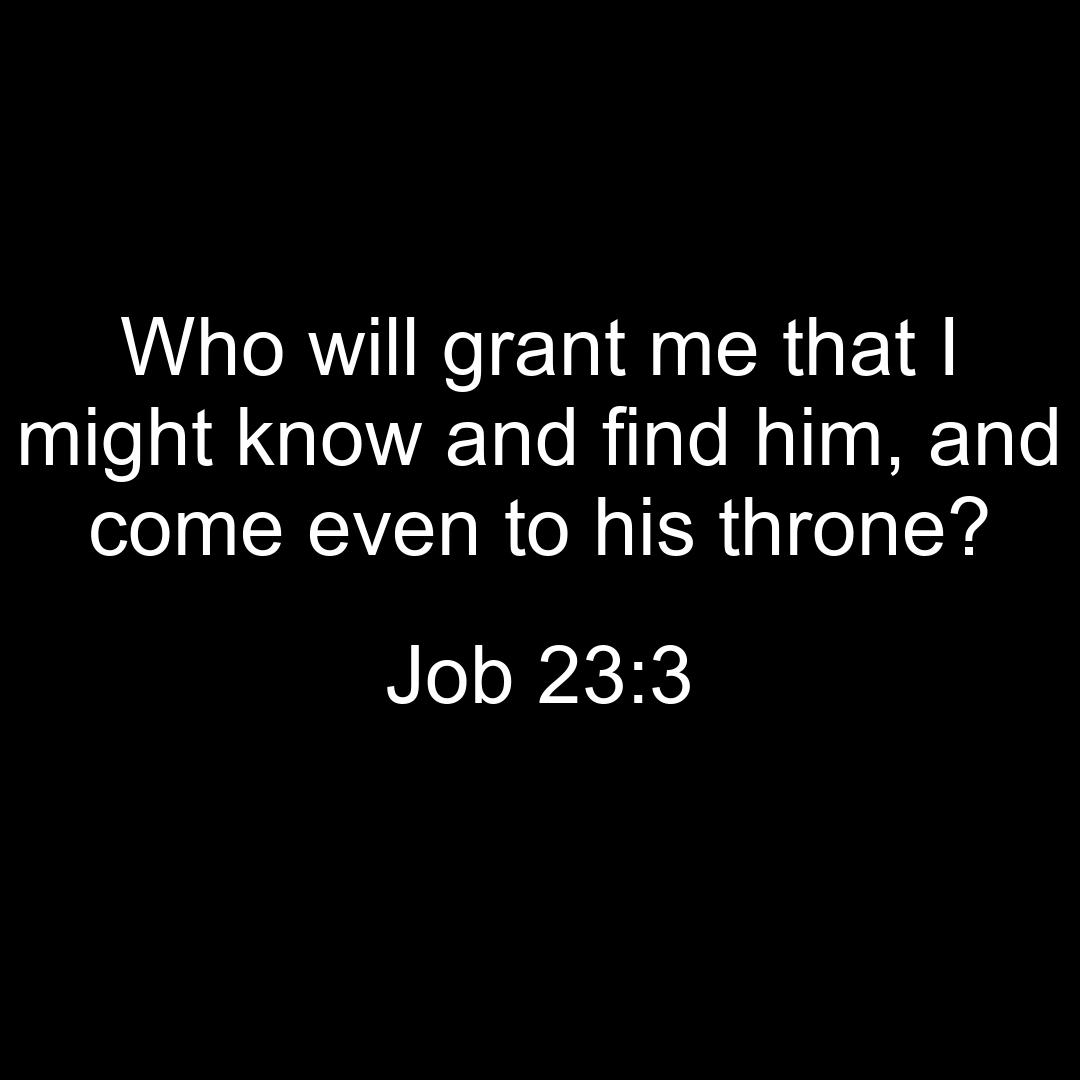 Who will grant me that I
might know and find him, and
come even to his throne?
Job 23:3